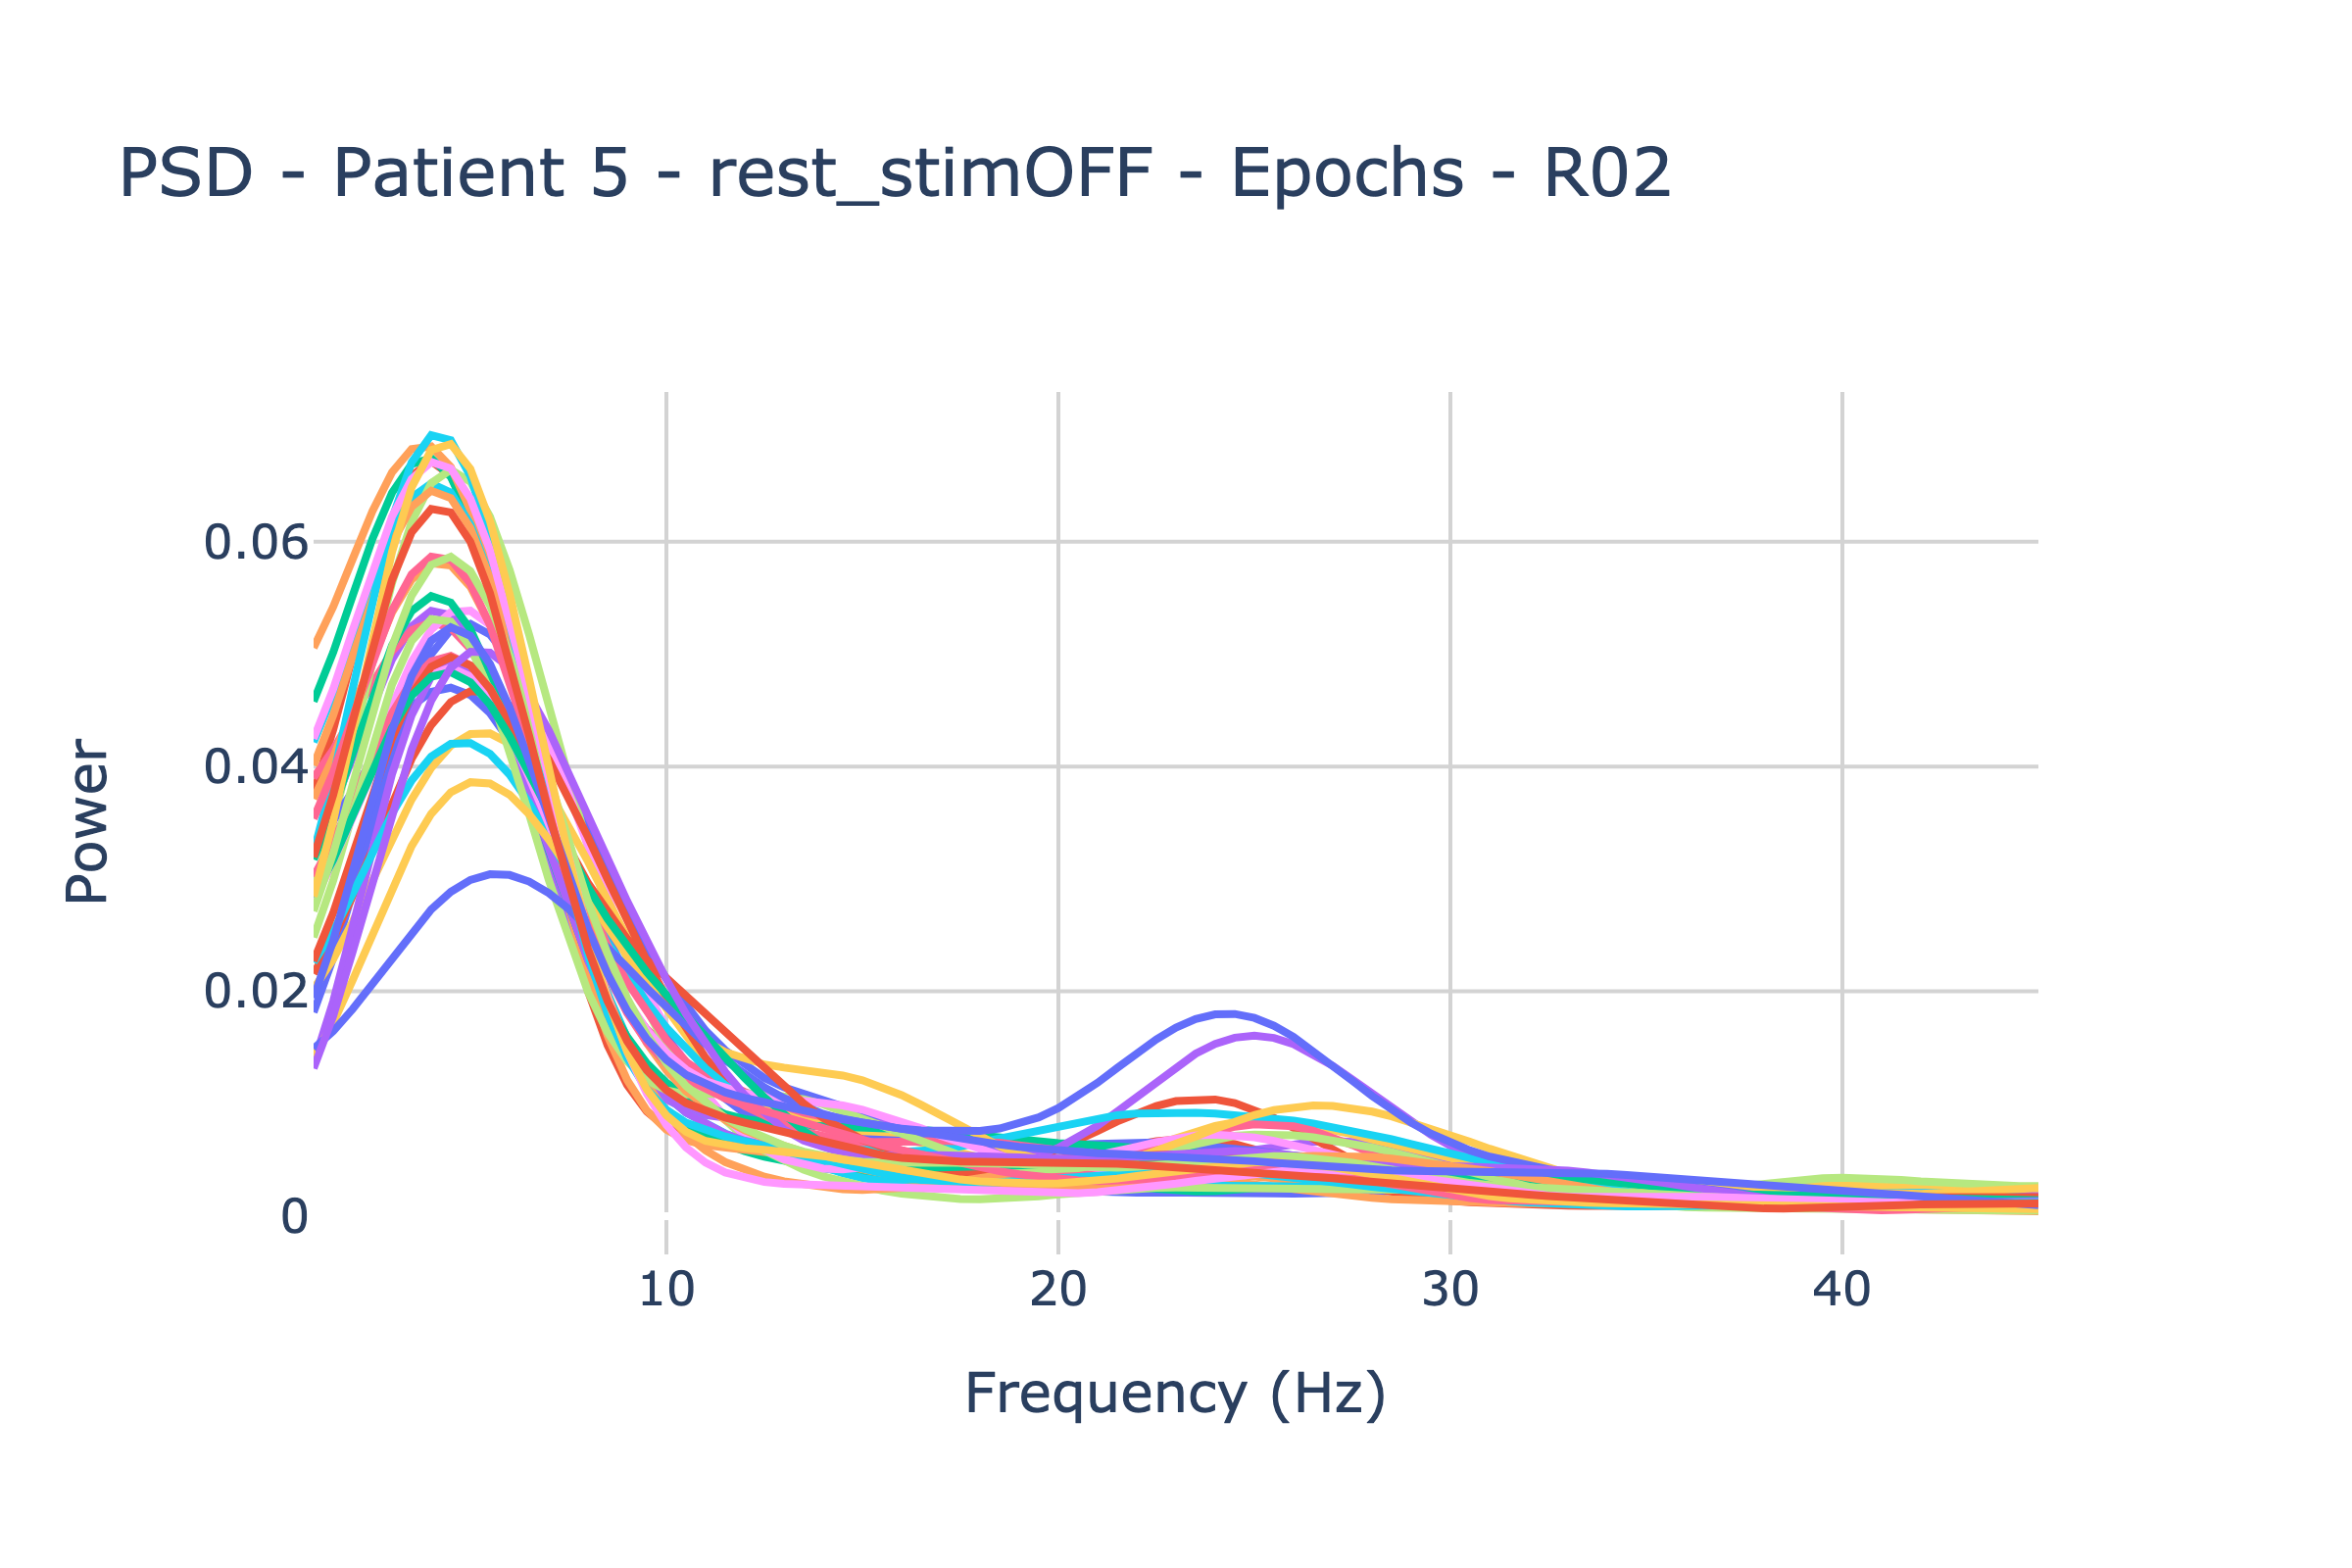 PSD - Patient 5 - rest_stimOFF - Epochs - R02
0.06
0.04
0.02
0
Power
10 20 30 40
Frequency (Hz)